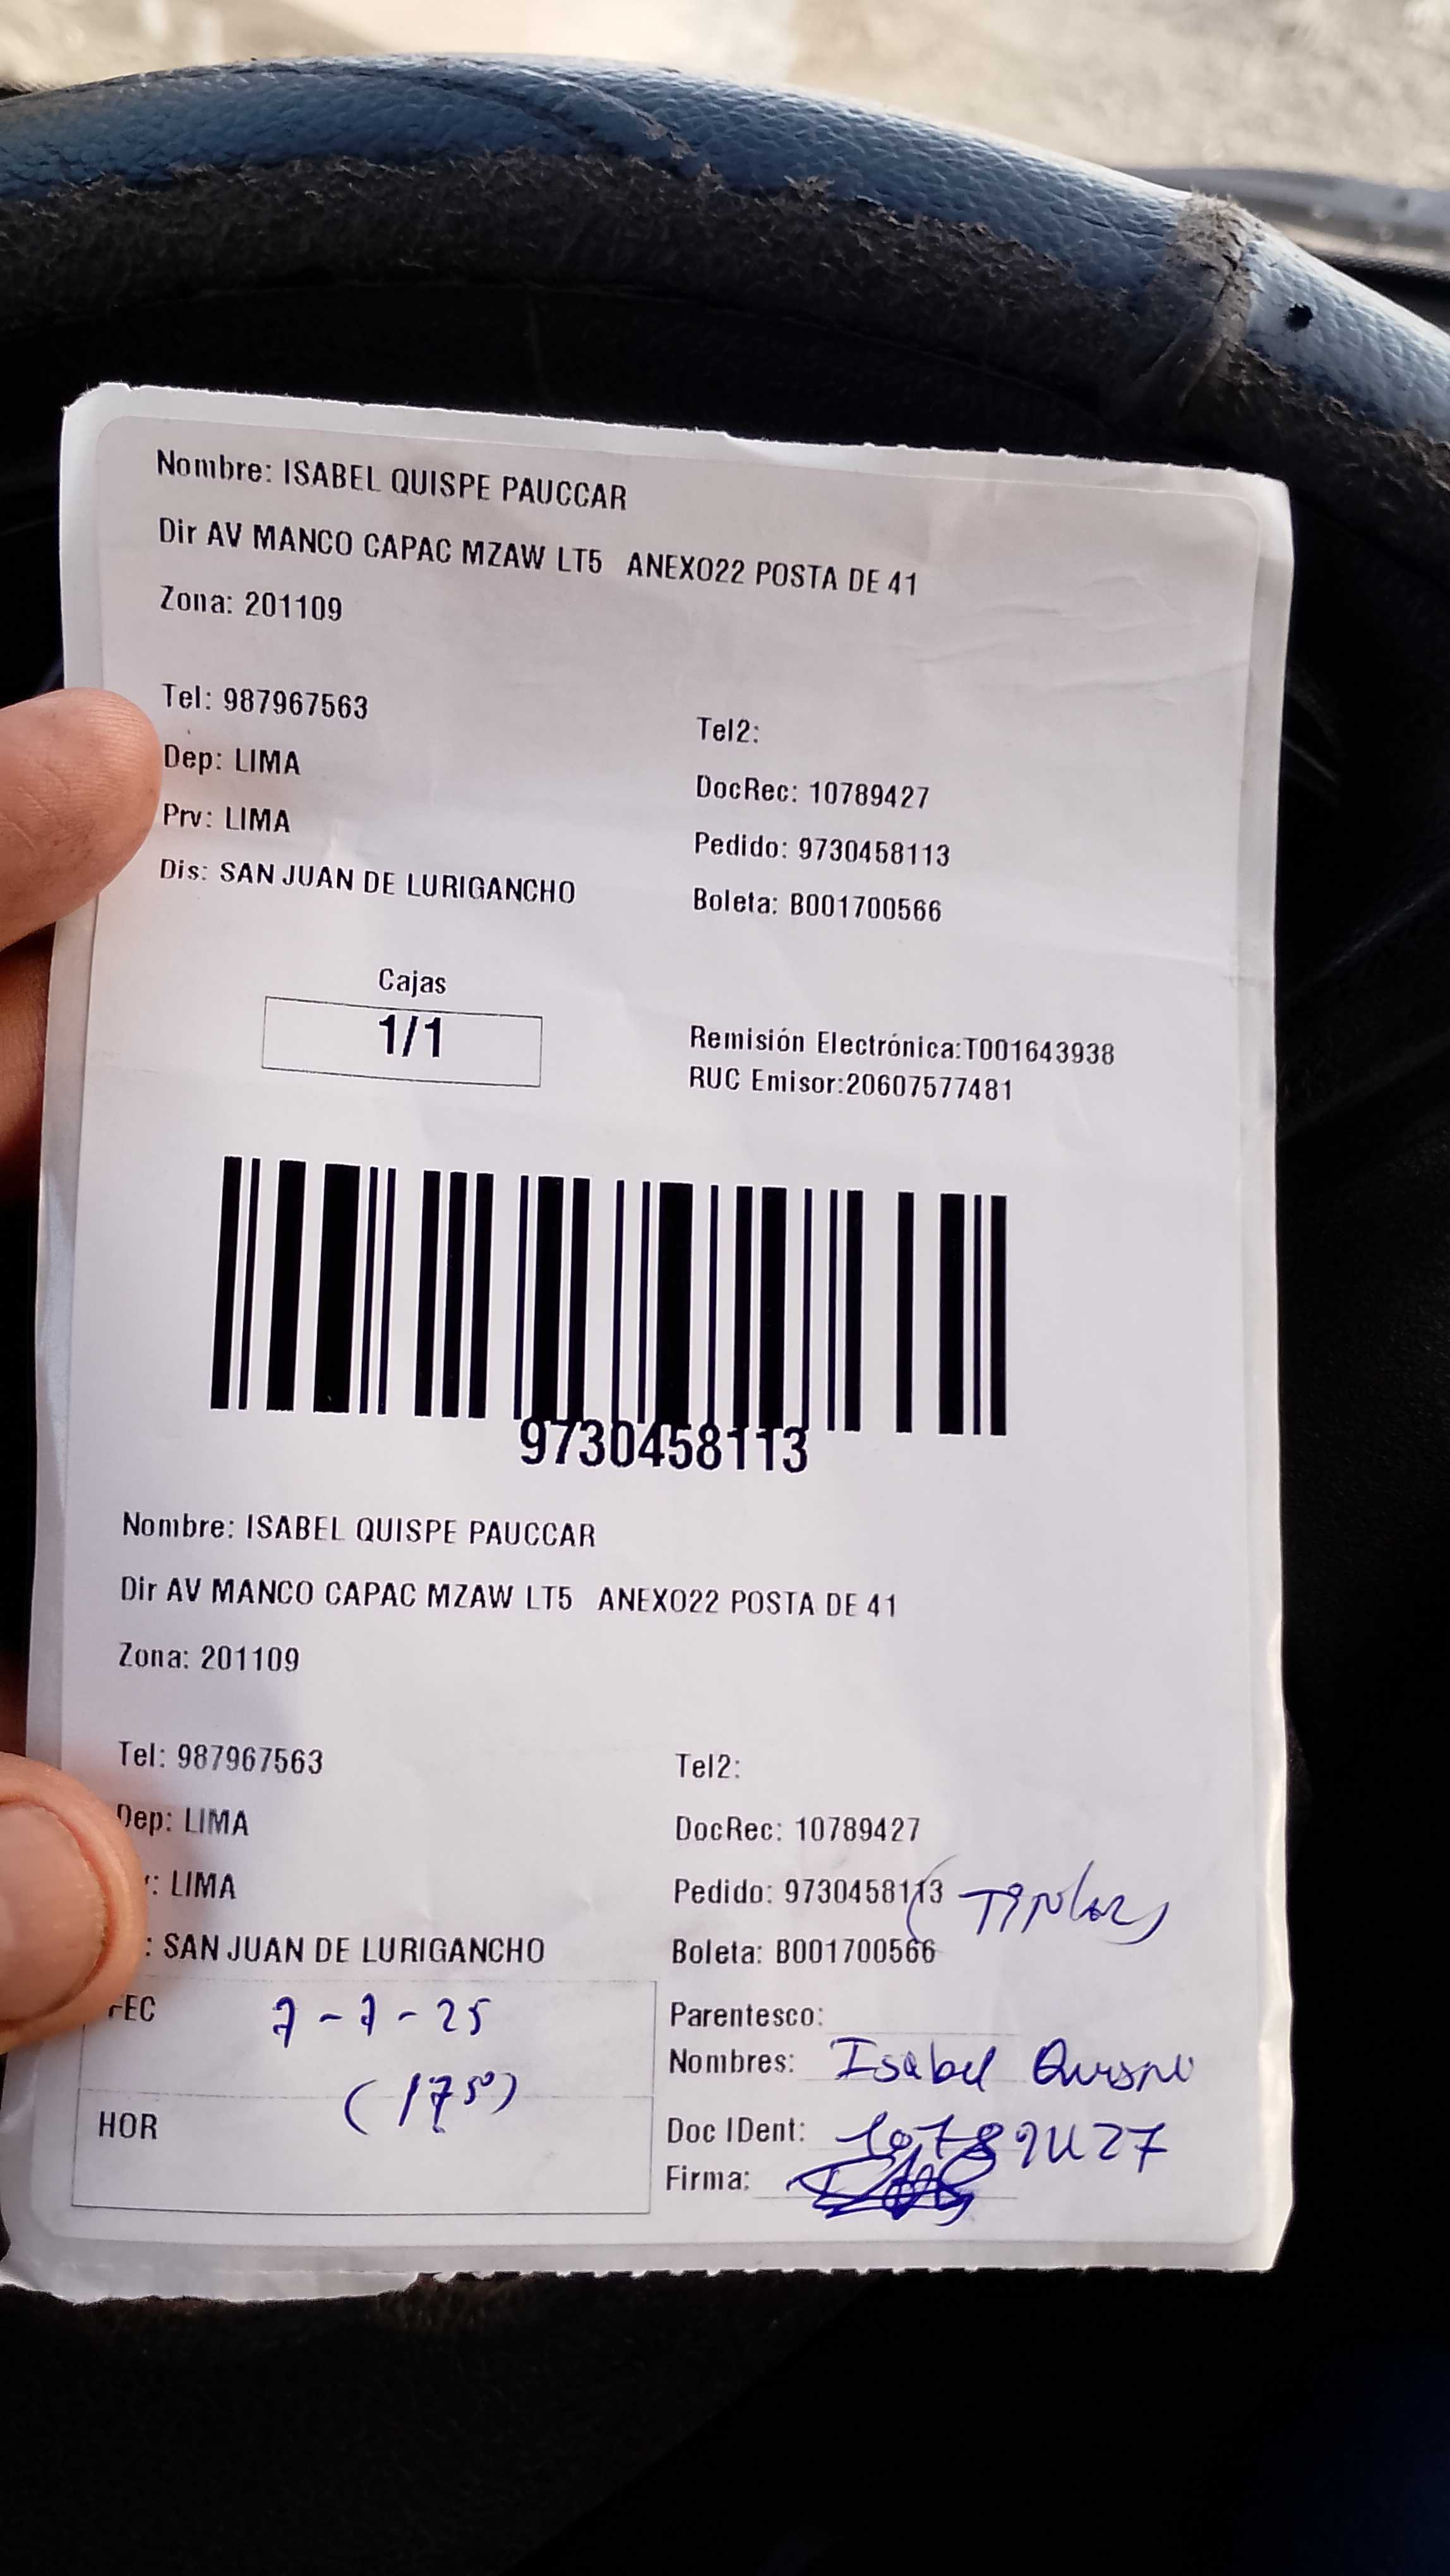 Nombre: ISABEL QUISPE PAUCCAR
Dir AV MANCO CAPAC MZAW LT5 ANEXO22 POSTA DE 41
Zona: 201109
Tel: 987967563
Tel2:
Dep: LIMA
DocRec: 10789427
Prv: LIMA
Pedido: 9730458113
Dis: SAN JUAN DE LURIGANCHO
Boleta: B001700566
Cajas
1/1
Remisión Electrónica:T001643938
RUC Emisor:20607577481
9730458113
Nombre: ISABEL QUISPE PAUCCAR
Dir AV MANCO CAPAC MZAW LT5 ANEXO22 POSTA DE 41
Zona: 201109
Tel: 987967563
Tel2:
Dep: LIMA
DocRec: 10789427
: LIMA
Pedido: 9730458113
: SAN JUAN DE LURIGANCHO
Boleta: B001700566
FEC 7-7-25
(1750)
HOR
Parentesco:
Nombres: Isabel Quispe
Doc IDent: 10789427
Firma: